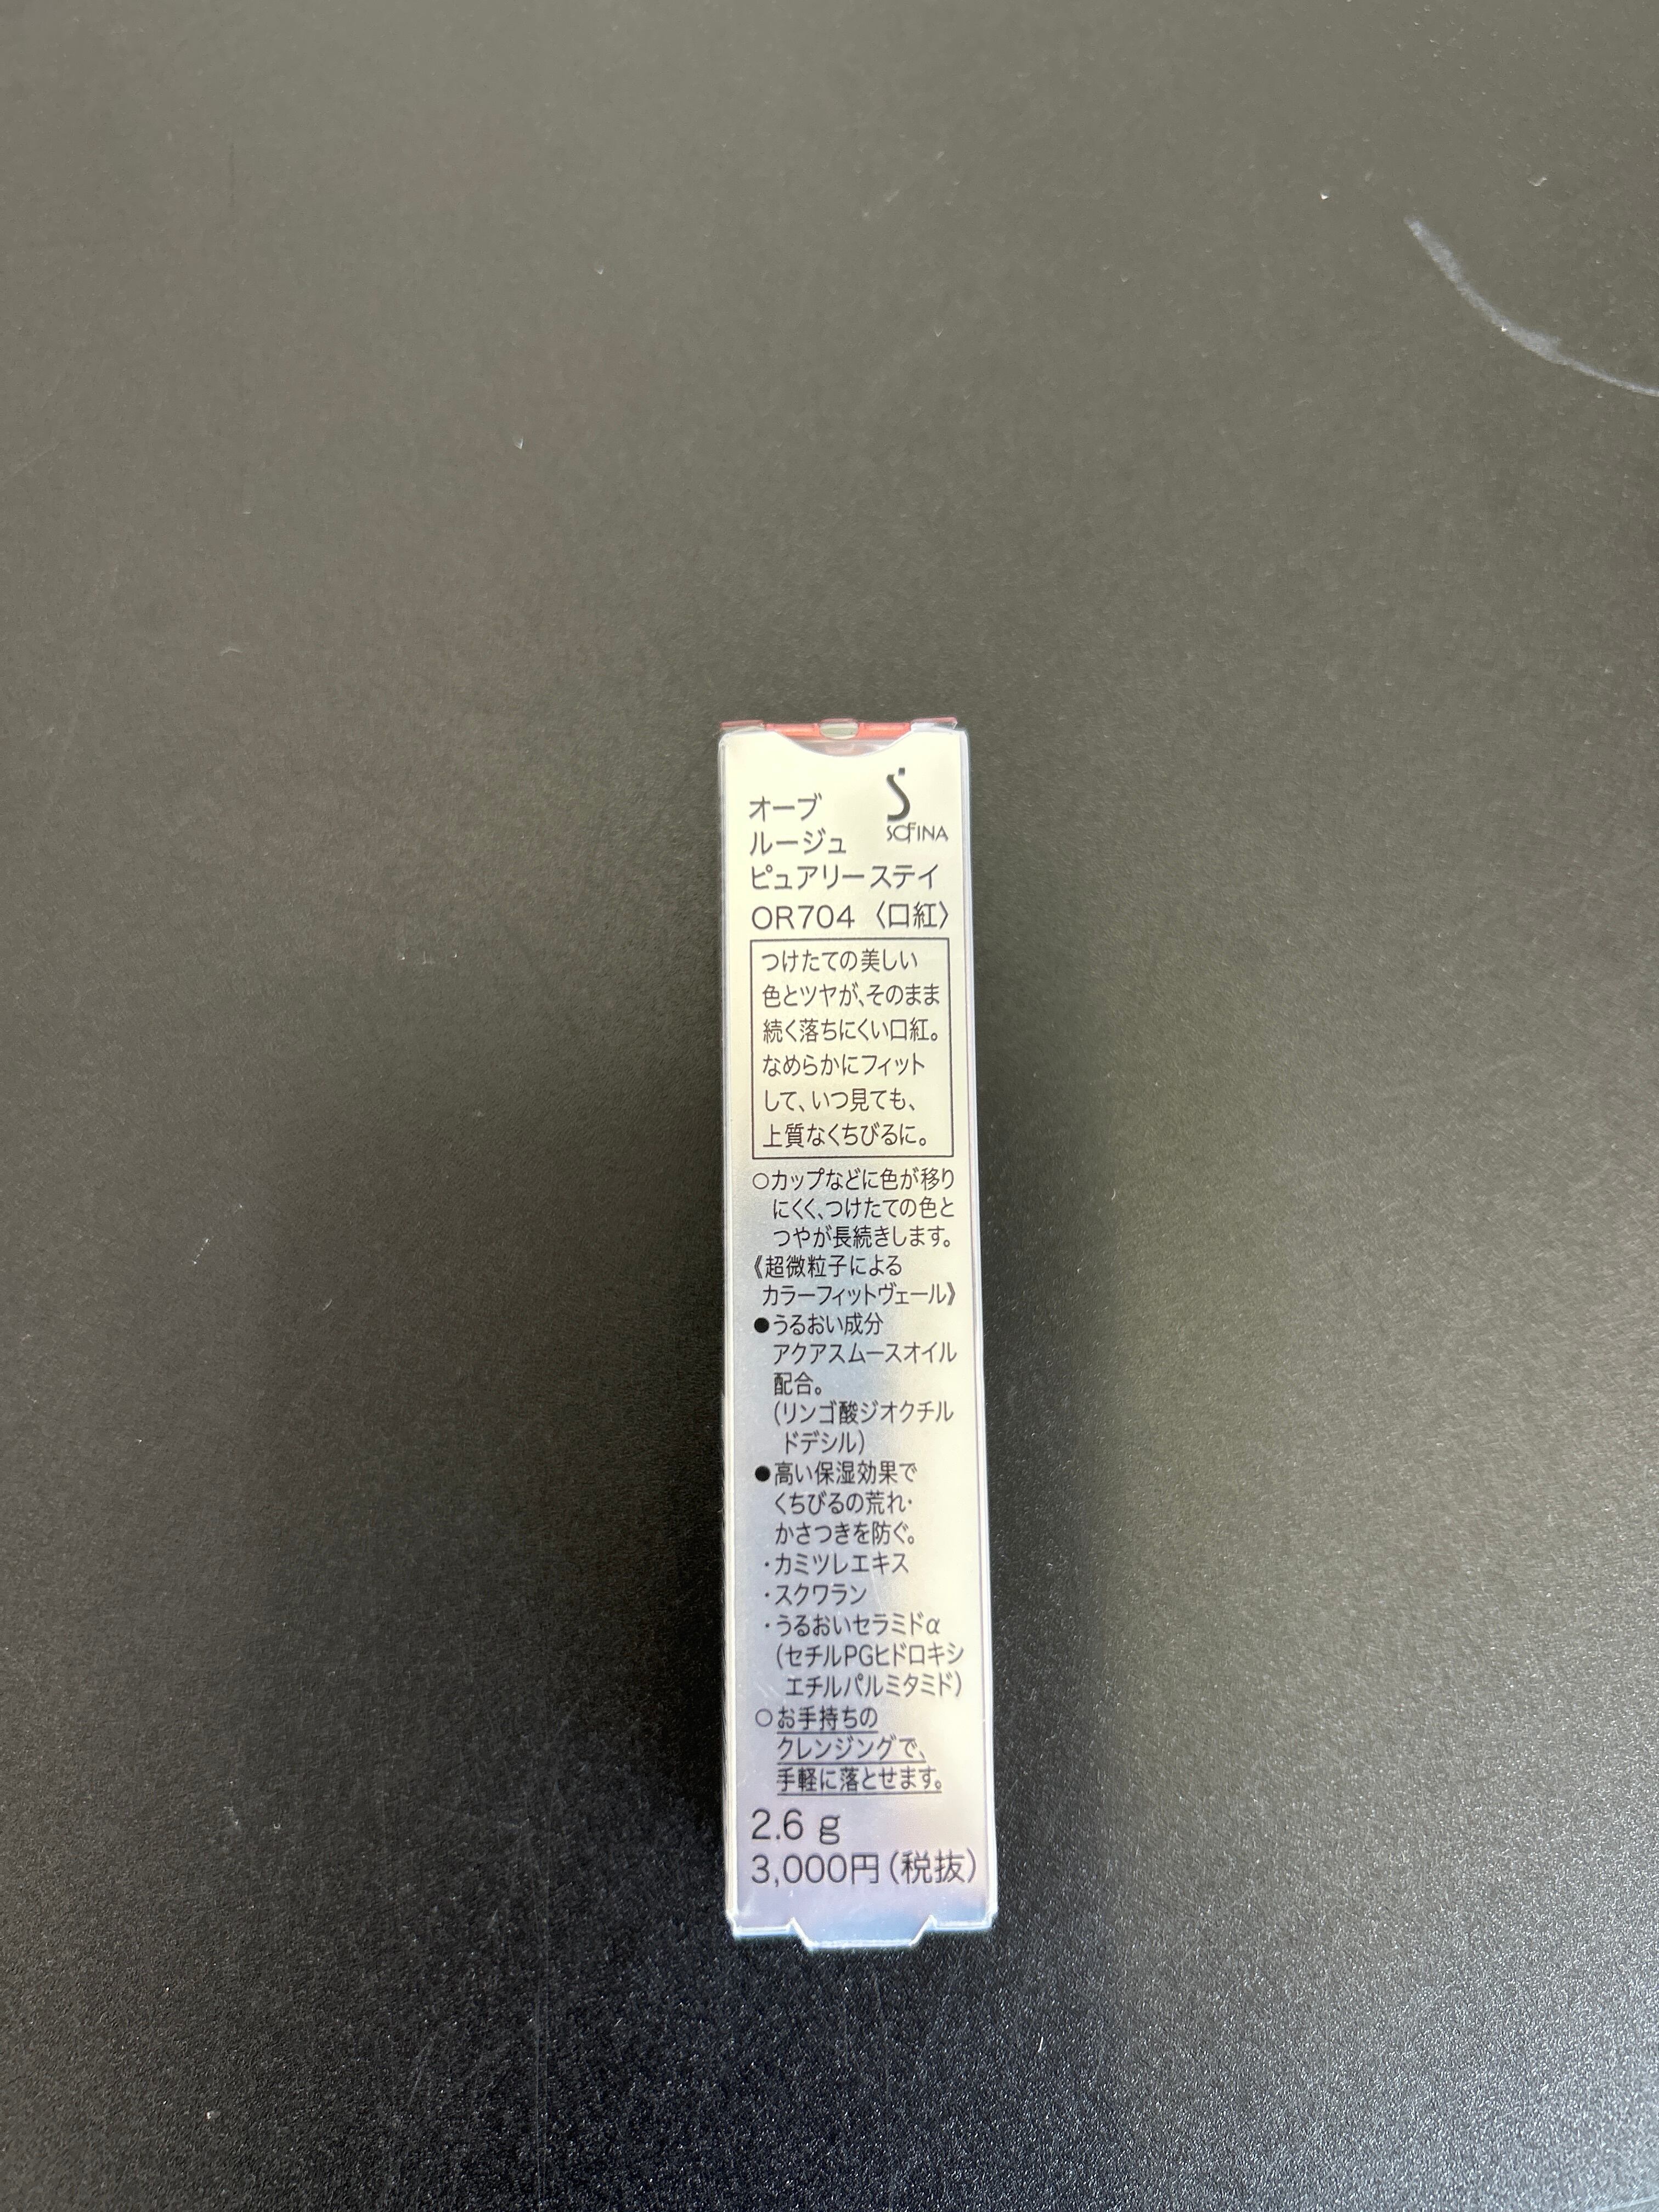 オーブ
SOFINA
ルージュ
ピュアリーステイ
OR704〈口紅〉
つけたての美しい
色とツヤが、そのまま
続く落ちにくい口紅。
なめらかにフィット
して、いつ見ても、
上質なくちびるに。
○カップなどに色が移り
にくく、つけたての色と
つやが長続きします。
《超微粒子による
カラーフィットヴェール》
●うるおい成分
アクアスムースオイル
配合。
(リンゴ酸ジオクチル
ドデシル)
●高い保湿効果で
くちびるの荒れ・
かさつきを防ぐ。
・カミツレエキス
・スクワラン
・うるおいセラミドα
(セチルPGヒドロキシ
エチルパルミタミド)
○お手持ちの
クレンジングで、
手軽に落とせます。
2.6 g
3,000円(税抜)